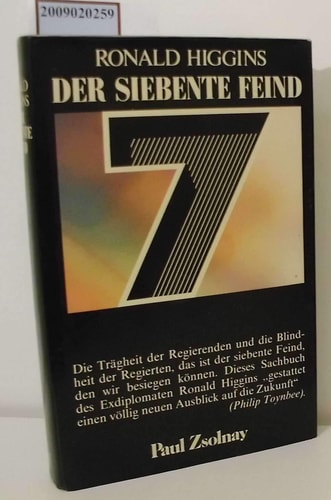 2009020259
RONALD HIGGINS
DER SIEBENTE FEIND
7
Die Trägheit der Regierenden und die Blind-
heit der Regierten, das ist der siebente Feind,
den wir besiegen können. Dieses Sachbuch
des Exdiplomaten Ronald Higgins „gestattet
einen völlig neuen Ausblick auf die Zukunft“
(Philip Toynbee).
Paul Zsolnay